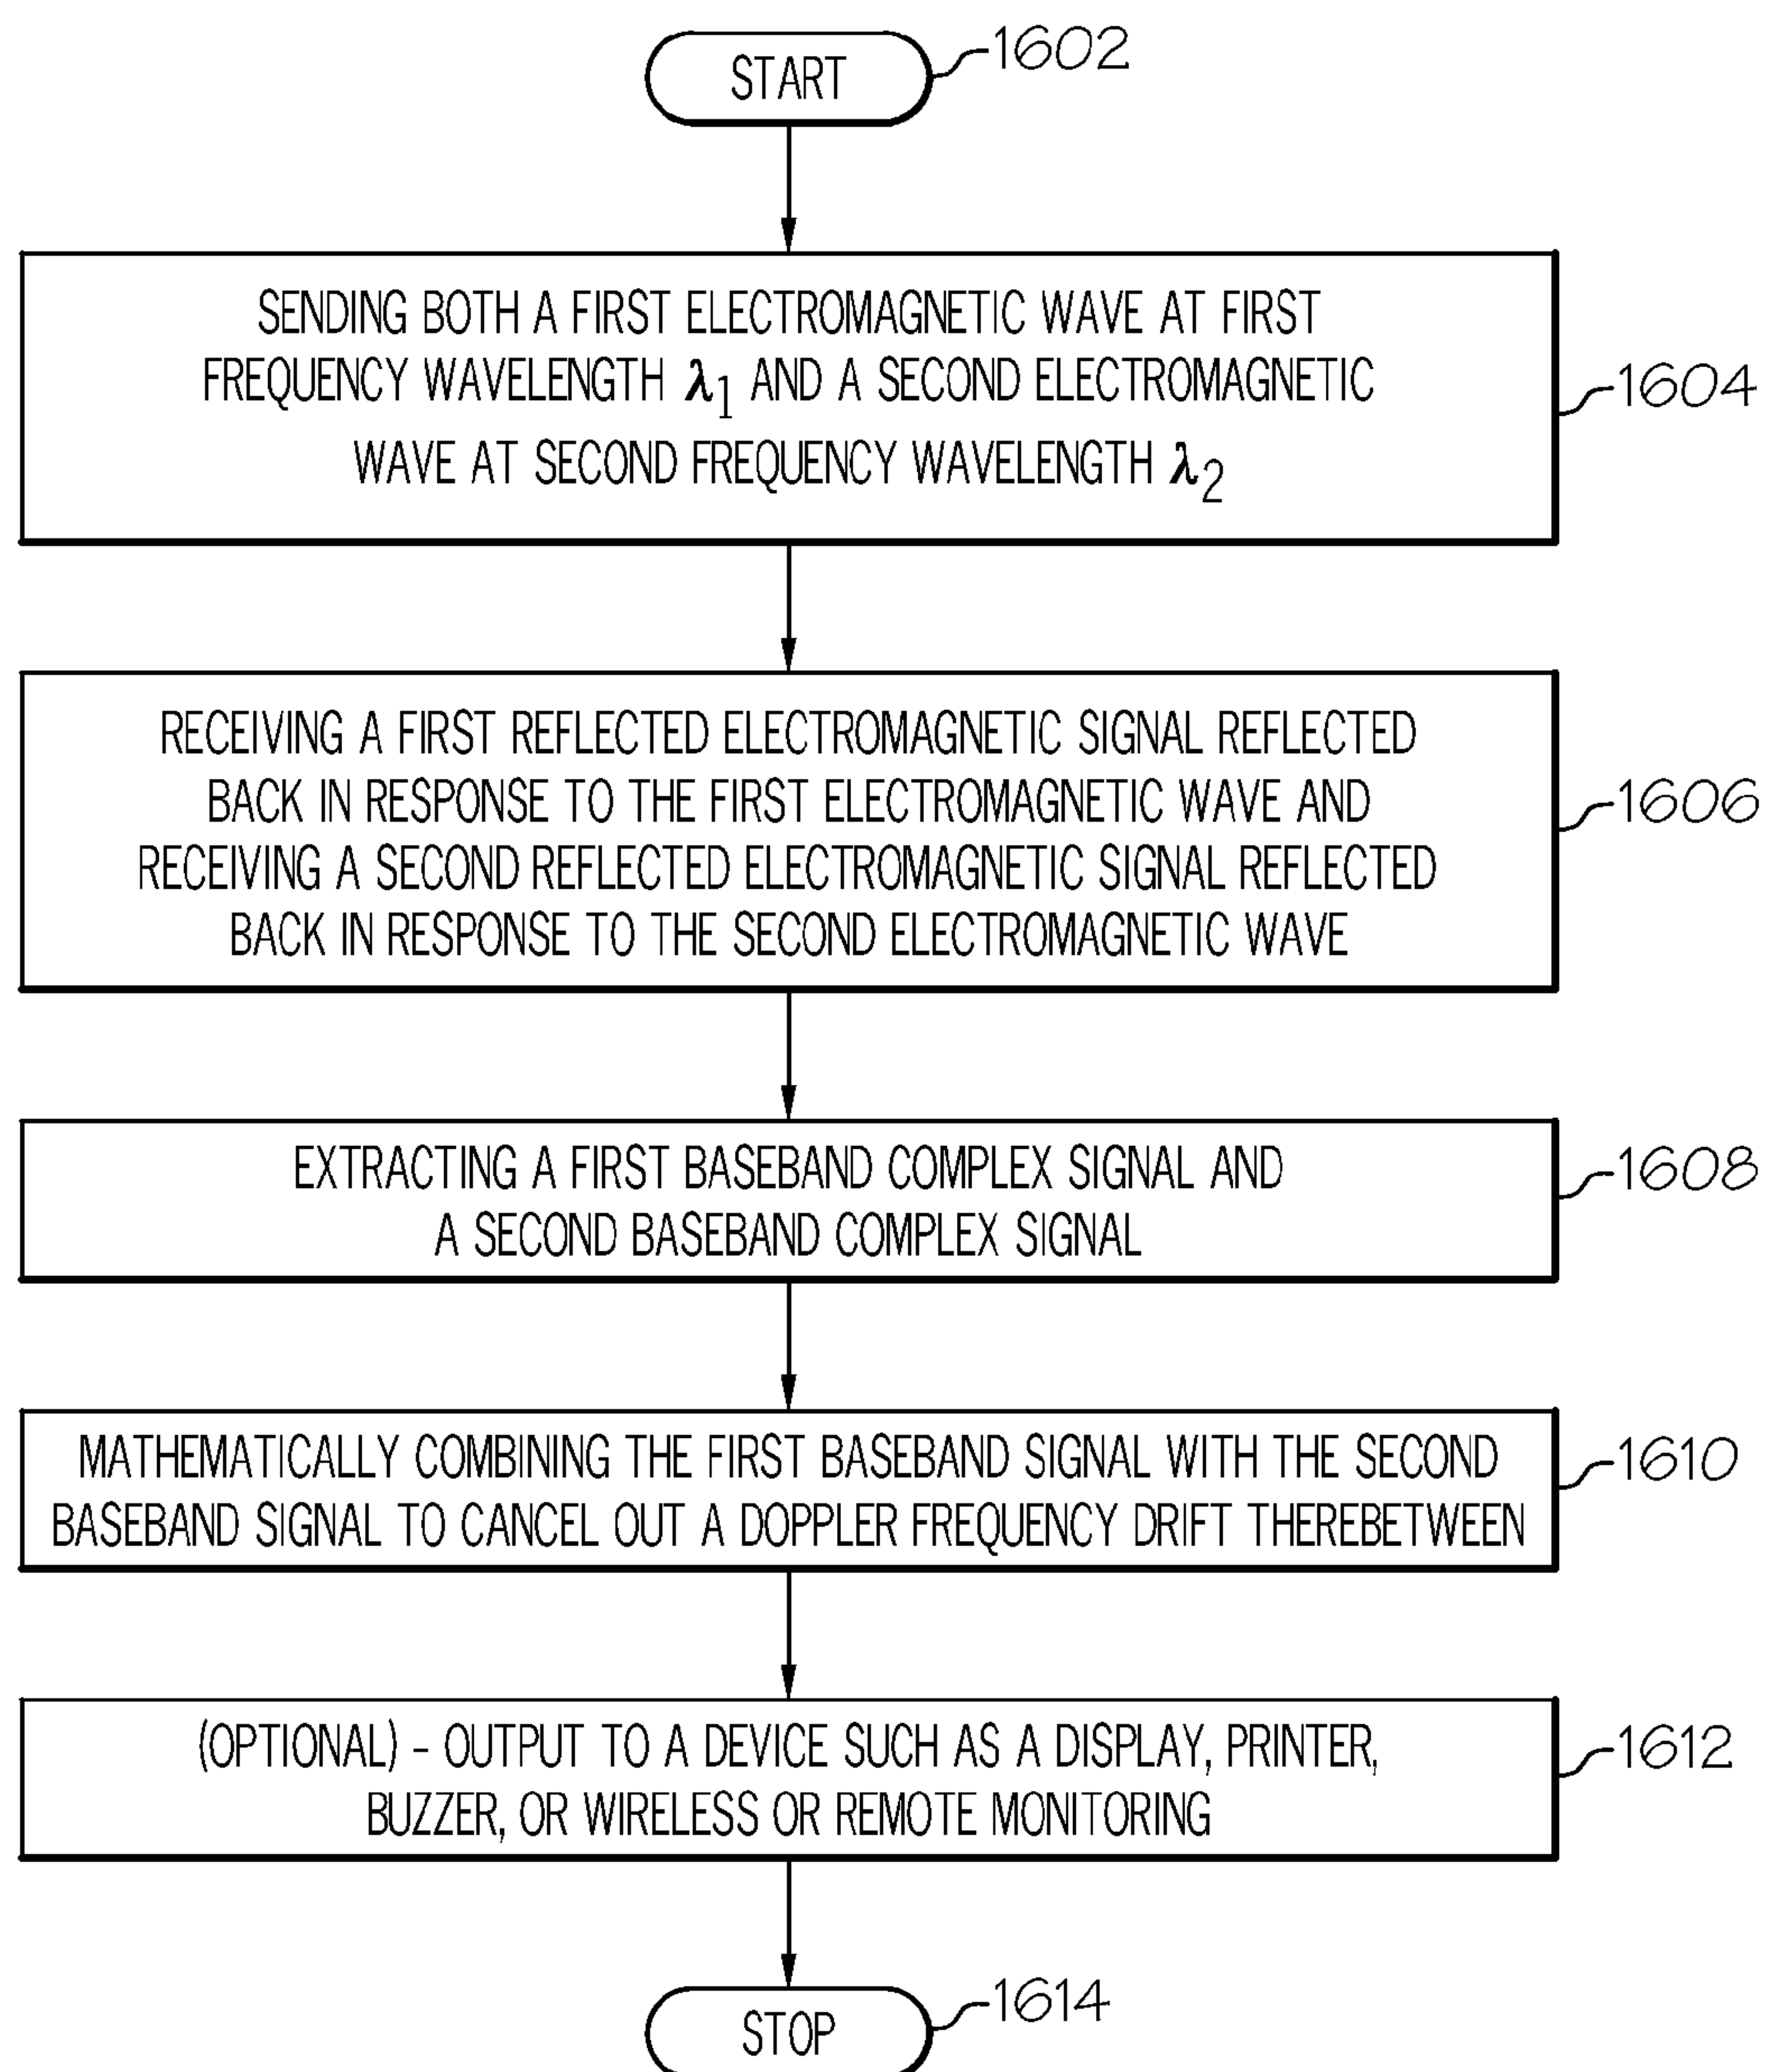 START
1602
SENDING BOTH A FIRST ELECTROMAGNETIC WAVE AT FIRST
FREQUENCY WAVELENGTH λ1 AND A SECOND ELECTROMAGNETIC
WAVE AT SECOND FREQUENCY WAVELENGTH λ2
1604
RECEIVING A FIRST REFLECTED ELECTROMAGNETIC SIGNAL REFLECTED
BACK IN RESPONSE TO THE FIRST ELECTROMAGNETIC WAVE AND
RECEIVING A SECOND REFLECTED ELECTROMAGNETIC SIGNAL REFLECTED
BACK IN RESPONSE TO THE SECOND ELECTROMAGNETIC WAVE
1606
EXTRACTING A FIRST BASEBAND COMPLEX SIGNAL AND
A SECOND BASEBAND COMPLEX SIGNAL
1608
MATHEMATICALLY COMBINING THE FIRST BASEBAND SIGNAL WITH THE SECOND
BASEBAND SIGNAL TO CANCEL OUT A DOPPLER FREQUENCY DRIFT THEREBETWEEN
1610
(OPTIONAL) – OUTPUT TO A DEVICE SUCH AS A DISPLAY, PRINTER,
BUZZER, OR WIRELESS OR REMOTE MONITORING
1612
STOP
1614